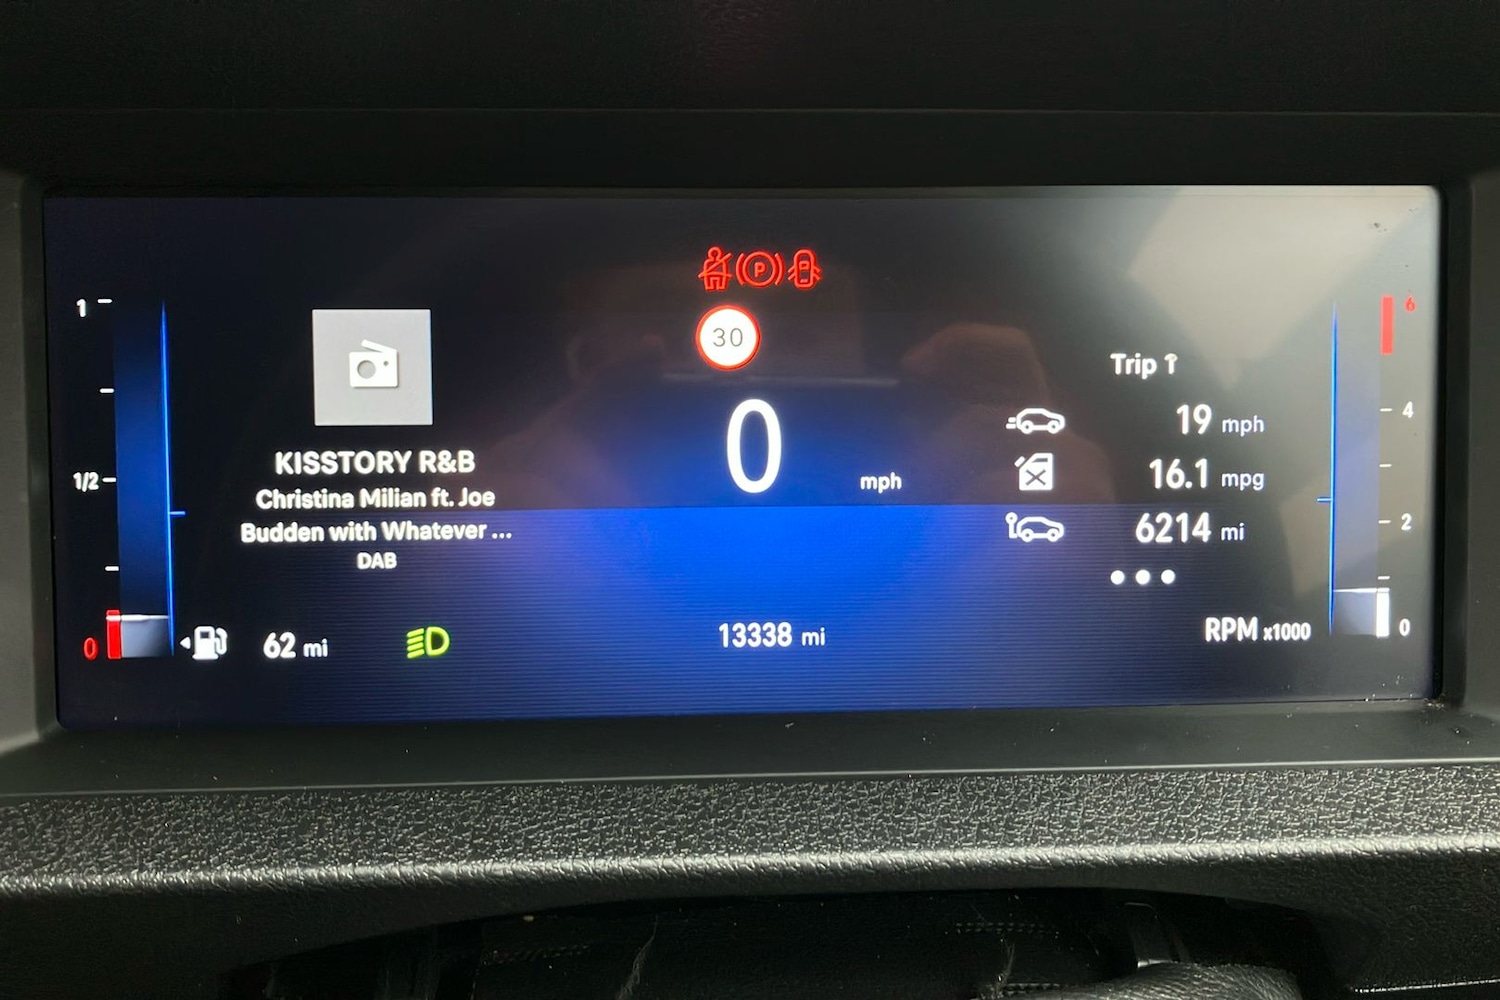 P
30
1
1/2
0
KISSTORY R&B
Christina Milian ft. Joe
Budden with Whatever ...
DAB
62 mi
0 mph
13338 mi
Trip 1
19 mph
16.1 mpg
6214 mi
RPM x1000
6
4
2
0